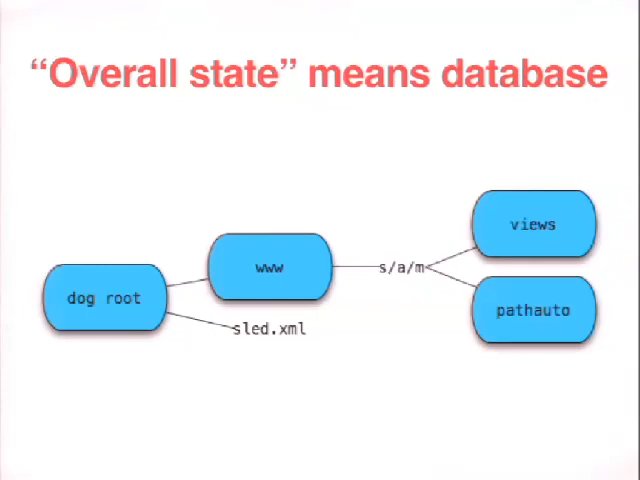 “Overall state” means database
views
www
s/a/m
dog root
pathauto
sled.xml